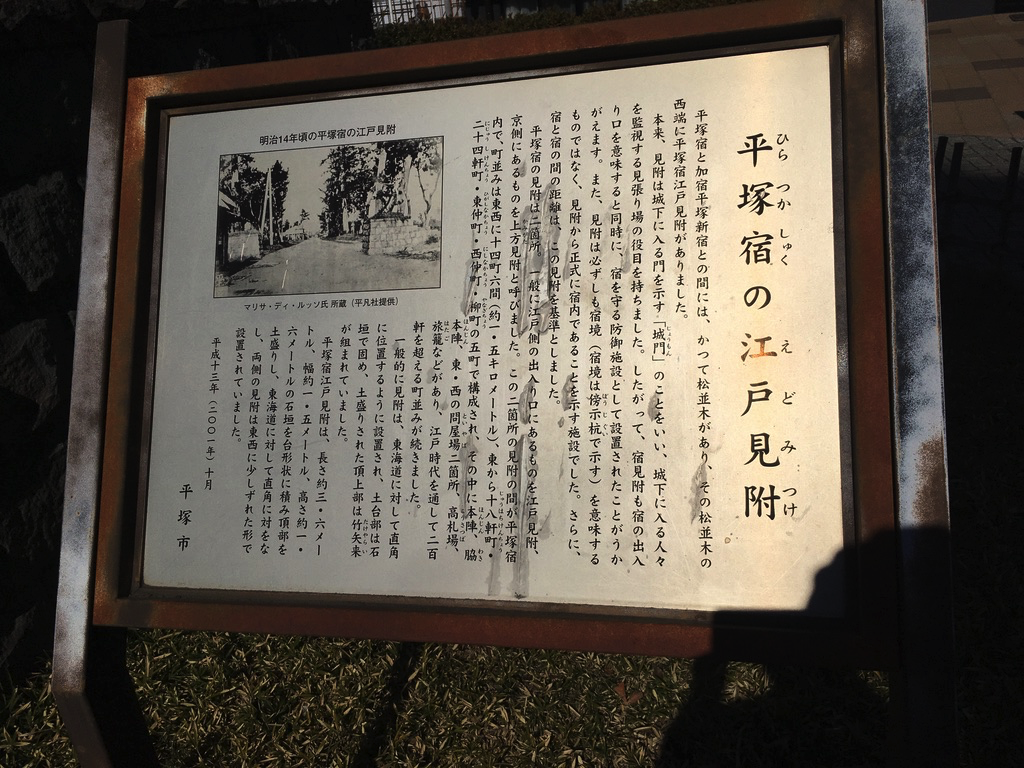 平塚宿の江戸見附
ひらつかしゅく えどみつけ
平塚宿と加宿平塚新宿との間には、かつて松並木があり、その松並木の
西端に平塚宿江戸見附がありました。
本来、見附は城下に入る門を示す「城門」のことをいい、城下に入る人々
を監視する見張り場の役目を持ちました。したがって、宿見附も宿の出入
り口を意味すると同時に、宿を守る防御施設として設置されたことがうか
がえます。また、見附は必ずしも宿境（宿境は傍示杭で示す）を意味する
ものではなく、見附から正式に宿内であることを示す施設でした。さらに、
宿と宿の間の距離は、この見附を基準としました。
平塚宿の見附は二箇所、一般に江戸側の出入り口にあるものを江戸見附、
京側にあるものを上方見附と呼びました。この二箇所の見附の間が平塚宿
内で、町並みは東西に十四町六間（約一・五キロメートル）、東から十八軒町・
二十四軒町・東仲町・西仲町・柳町の五町で構成され、その中に本陣、脇
本陣、東・西の問屋場二箇所、高札場、
旅籠などがあり、江戸時代を通して二百
軒を超える町並みが続きました。
一般的に見附は、東海道に対して直角
に位置するように設置され、土台部は石
垣で固め、土盛りされた頂上部は竹矢来
が組まれていました。
平塚宿江戸見附は、長さ約三・六メー
トル、幅約一・五メートル、高さ約一・
六メートルの石垣を台形状に積み頂部を
土盛りし、東海道に対して直角に対をな
し、両側の見附は東西に少しずれた形で
設置されていました。
平成十三年（二〇〇一年）十月
平塚市
明治14年頃の平塚宿の江戸見附
マリサ・ディ・ルッソ氏 所蔵（平凡社提供）